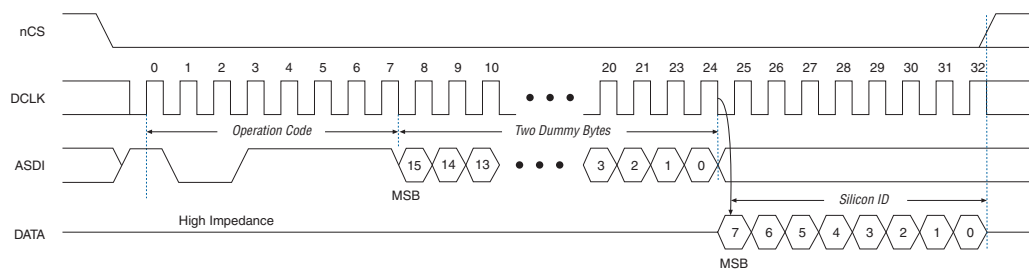 nCS
0 1 2 3 4 5 6 7 8 9 10 20 21 23 24 25 26 27 28 29 30 31 32
DCLK
Operation Code Two Dummy Bytes
ASDI 15 14 13 3 2 1 0
MSB
Silicon ID
High Impedance
DATA 7 6 5 4 3 2 1 0
MSB